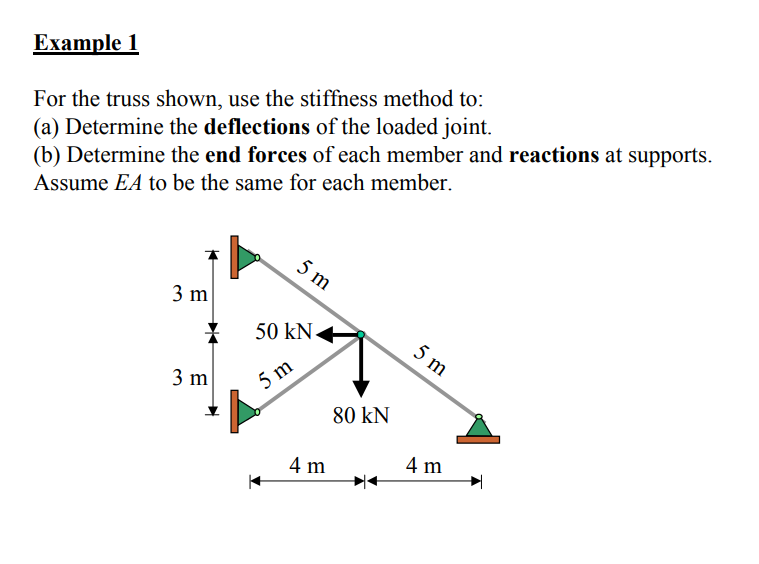 Example 1
For the truss shown, use the stiffness method to:
(a) Determine the deflections of the loaded joint.
(b) Determine the end forces of each member and reactions at supports.
Assume EA to be the same for each member.
5 m
3 m
50 kN
5 m
3 m
5 m
80 kN
4 m
4 m